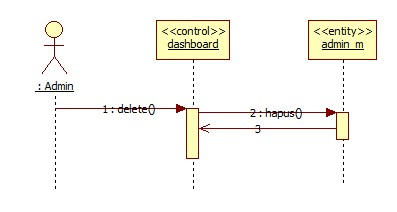 <<control>>
dashboard
<<entity>>
admin_m
: Admin
1 : delete()
2 : hapus()
3